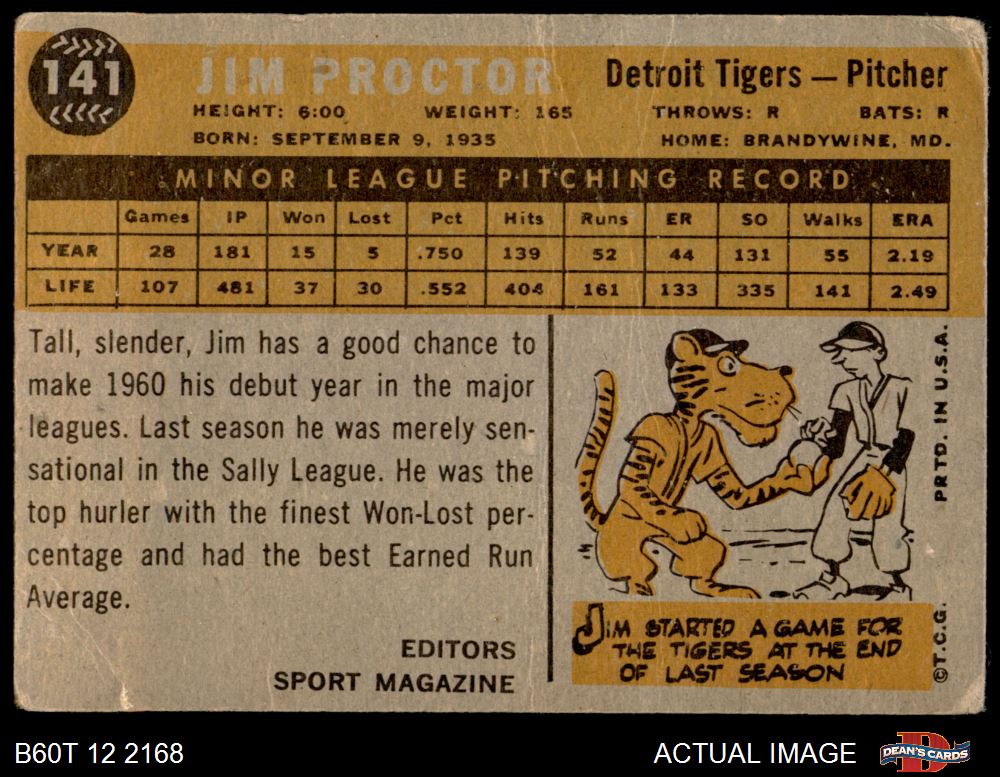 141
JIM PROCTOR
Detroit Tigers — Pitcher
HEIGHT: 6:00 WEIGHT: 165 THROWS: R BATS: R
BORN: SEPTEMBER 9, 1935 HOME: BRANDYWINE, MD.
MINOR LEAGUE PITCHING RECORD
Games IP Won Lost Pct Hits Runs ER SO Walks ERA
YEAR 28 181 15 5 .750 139 52 44 131 55 2.19
LIFE 107 481 37 30 .552 404 161 133 335 141 2.49
Tall, slender, Jim has a good chance to
make 1960 his debut year in the major
leagues. Last season he was merely sen-
sational in the Sally League. He was the
top hurler with the finest Won-Lost per-
centage and had the best Earned Run
Average.
EDITORS
SPORT MAGAZINE
JIM STARTED A GAME FOR
THE TIGERS AT THE END
OF LAST SEASON
©T.C.G. PRTD. IN U.S.A.
B60T 12 2168
ACTUAL IMAGE
DEAN'S CARDS